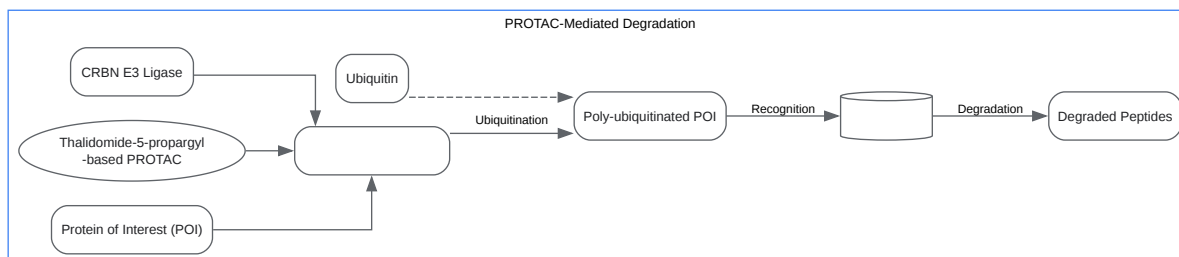 PROTAC-Mediated Degradation
CRBN E3 Ligase
Ubiquitin
Thalidomide-5-propargyl
-based PROTAC
Ubiquitination
Poly-ubiquitinated POI
Recognition
Degradation
Degraded Peptides
Protein of Interest (POI)